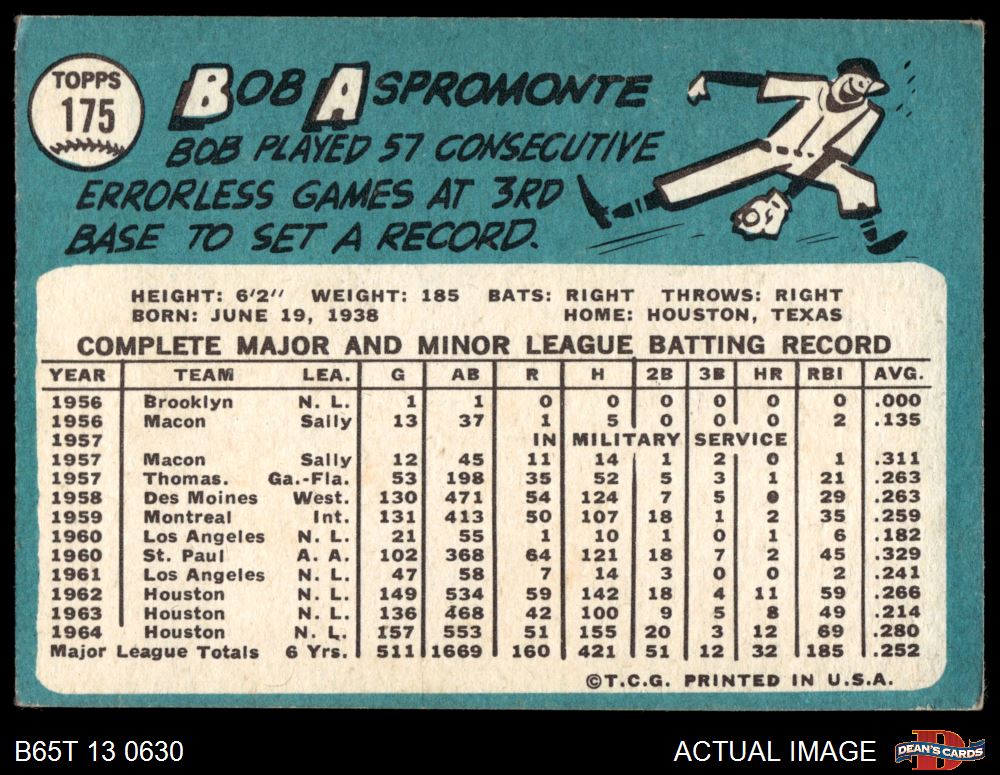 TOPPS
175
BOB ASPROMONTE
BOB PLAYED 57 CONSECUTIVE
ERRORLESS GAMES AT 3RD
BASE TO SET A RECORD.
HEIGHT: 6'2" WEIGHT: 185 BATS: RIGHT THROWS: RIGHT
BORN: JUNE 19, 1938 HOME: HOUSTON, TEXAS
COMPLETE MAJOR AND MINOR LEAGUE BATTING RECORD
YEAR TEAM LEA. G AB R H 2B 3B HR RBI AVG.
1956 Brooklyn N. L. 1 1 0 0 0 0 0 0 .000
1956 Macon Sally 13 37 1 5 0 0 0 2 .135
1957 IN MILITARY SERVICE
1957 Macon Sally 12 45 11 14 1 2 0 1 .311
1957 Thomas. Ga.-Fla. 53 198 35 52 5 3 1 21 .263
1958 Des Moines West. 130 471 54 124 7 5 0 29 .263
1959 Montreal Int. 131 413 50 107 18 1 2 35 .259
1960 Los Angeles N. L. 21 55 1 10 1 0 1 6 .182
1960 St. Paul A. A. 102 368 64 121 18 7 2 45 .329
1961 Los Angeles N. L. 47 58 7 14 3 0 0 2 .241
1962 Houston N. L. 149 534 59 142 18 4 11 59 .266
1963 Houston N. L. 136 468 42 100 9 5 8 49 .214
1964 Houston N. L. 157 553 51 155 20 3 12 69 .280
Major League Totals 6 Yrs. 511 1669 160 421 51 12 32 185 .252
©T.C.G. PRINTED IN U.S.A.
B65T 13 0630 ACTUAL IMAGE D DEAN'S CARDS